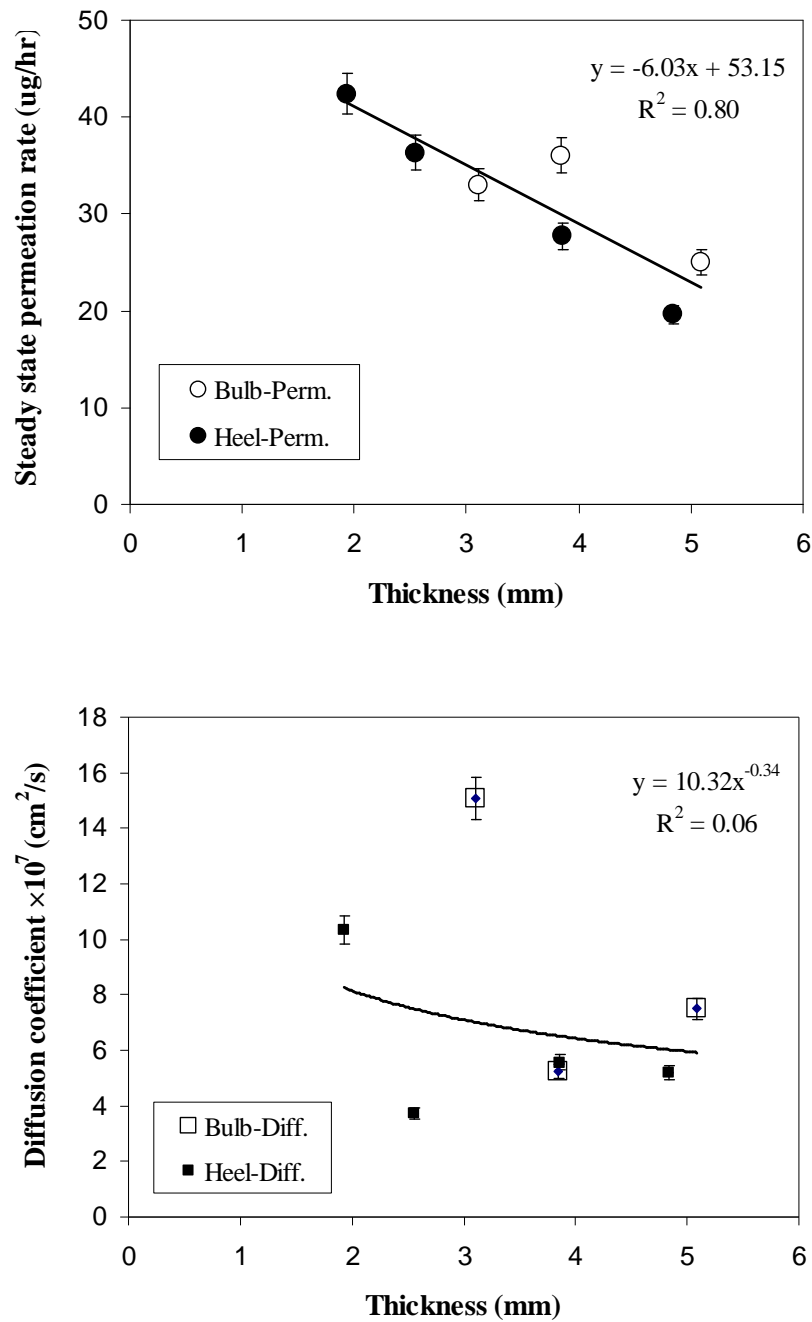 Steady state permeation rate (ug/hr)
50
40
30
20
10
0
y = -6.03x + 53.15
R² = 0.80
Bulb-Perm.
Heel-Perm.
0 1 2 3 4 5 6
Thickness (mm)
Diffusion coefficient ×10⁷ (cm²/s)
18
16
14
12
10
8
6
4
2
0
y = 10.32x⁻⁰·³⁴
R² = 0.06
Bulb-Diff.
Heel-Diff.
0 1 2 3 4 5 6
Thickness (mm)